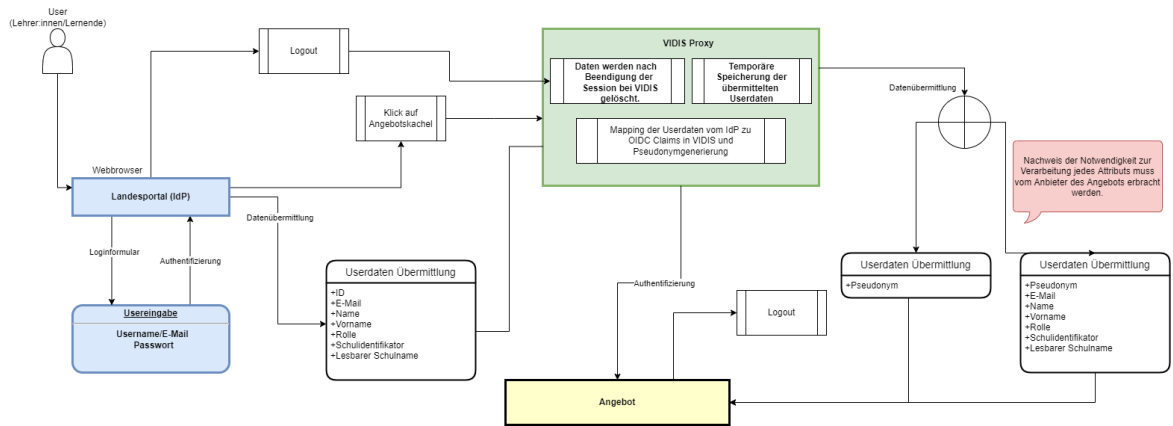 User
(Lehrer:innen/Lernende)
Logout
VIDIS Proxy
Daten werden nach
Beendigung der
Session bei VIDIS
gelöscht.
Temporäre
Speicherung der
übermittelten
Userdaten
Mapping der Userdaten vom IdP zu
OIDC Claims in VIDIS und
Pseudonymgenerierung
Klick auf
Angebotskachel
Datenübermittlung
Nachweis der Notwendigkeit zur
Verarbeitung jedes Attributs muss
vom Anbieter des Angebots erbracht
werden.
Webbrowser
Landesportal (IdP)
Datenübermittlung
Loginformular
Authentifizierung
Usereingabe
Username/E-Mail
Passwort
Userdaten Übermittlung
+ID
+E-Mail
+Name
+Vorname
+Rolle
+Schulidentifikator
+Lesbarer Schulname
Authentifizierung
Logout
Angebot
Userdaten Übermittlung
+Pseudonym
Userdaten Übermittlung
+Pseudonym
+E-Mail
+Name
+Vorname
+Rolle
+Schulidentifikator
+Lesbarer Schulname